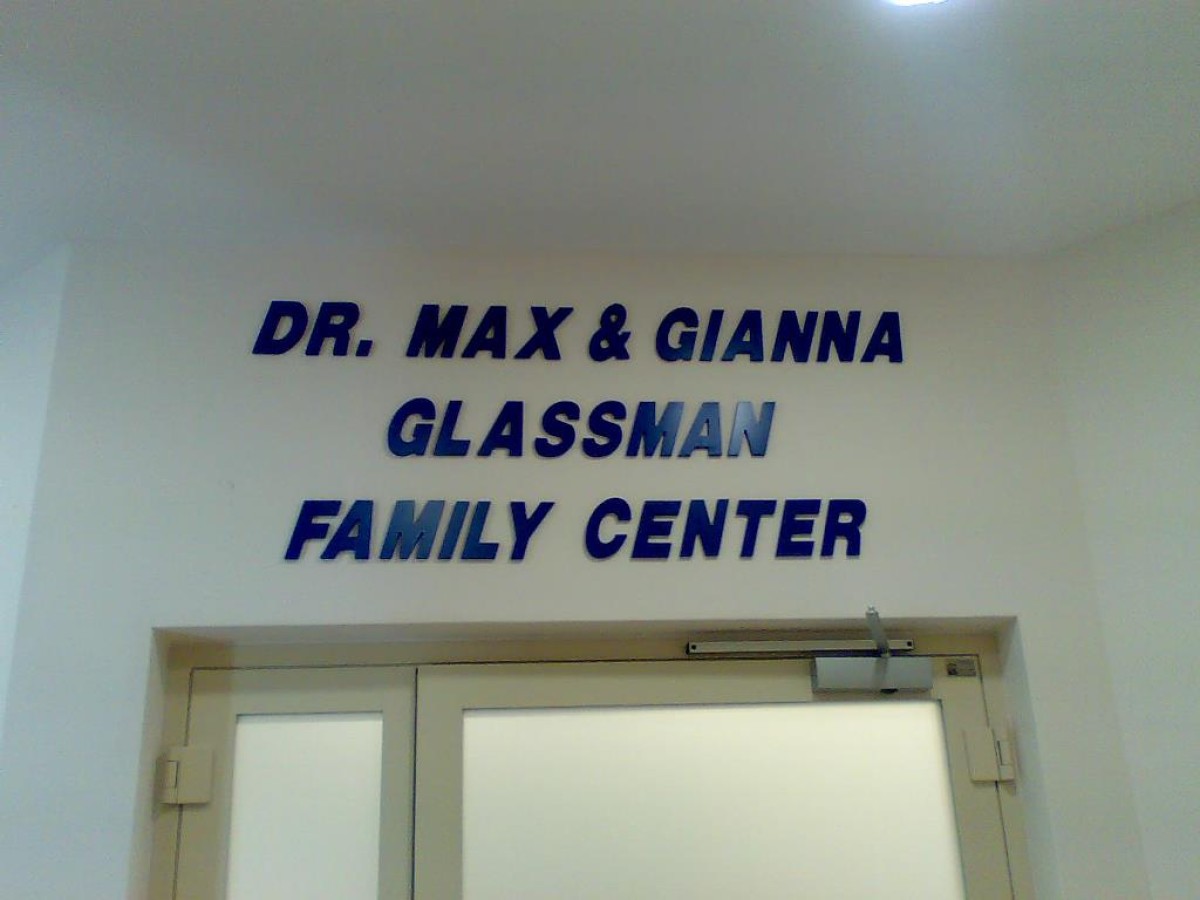 DR. MAX & GIANNA
GLASSMAN
FAMILY CENTER